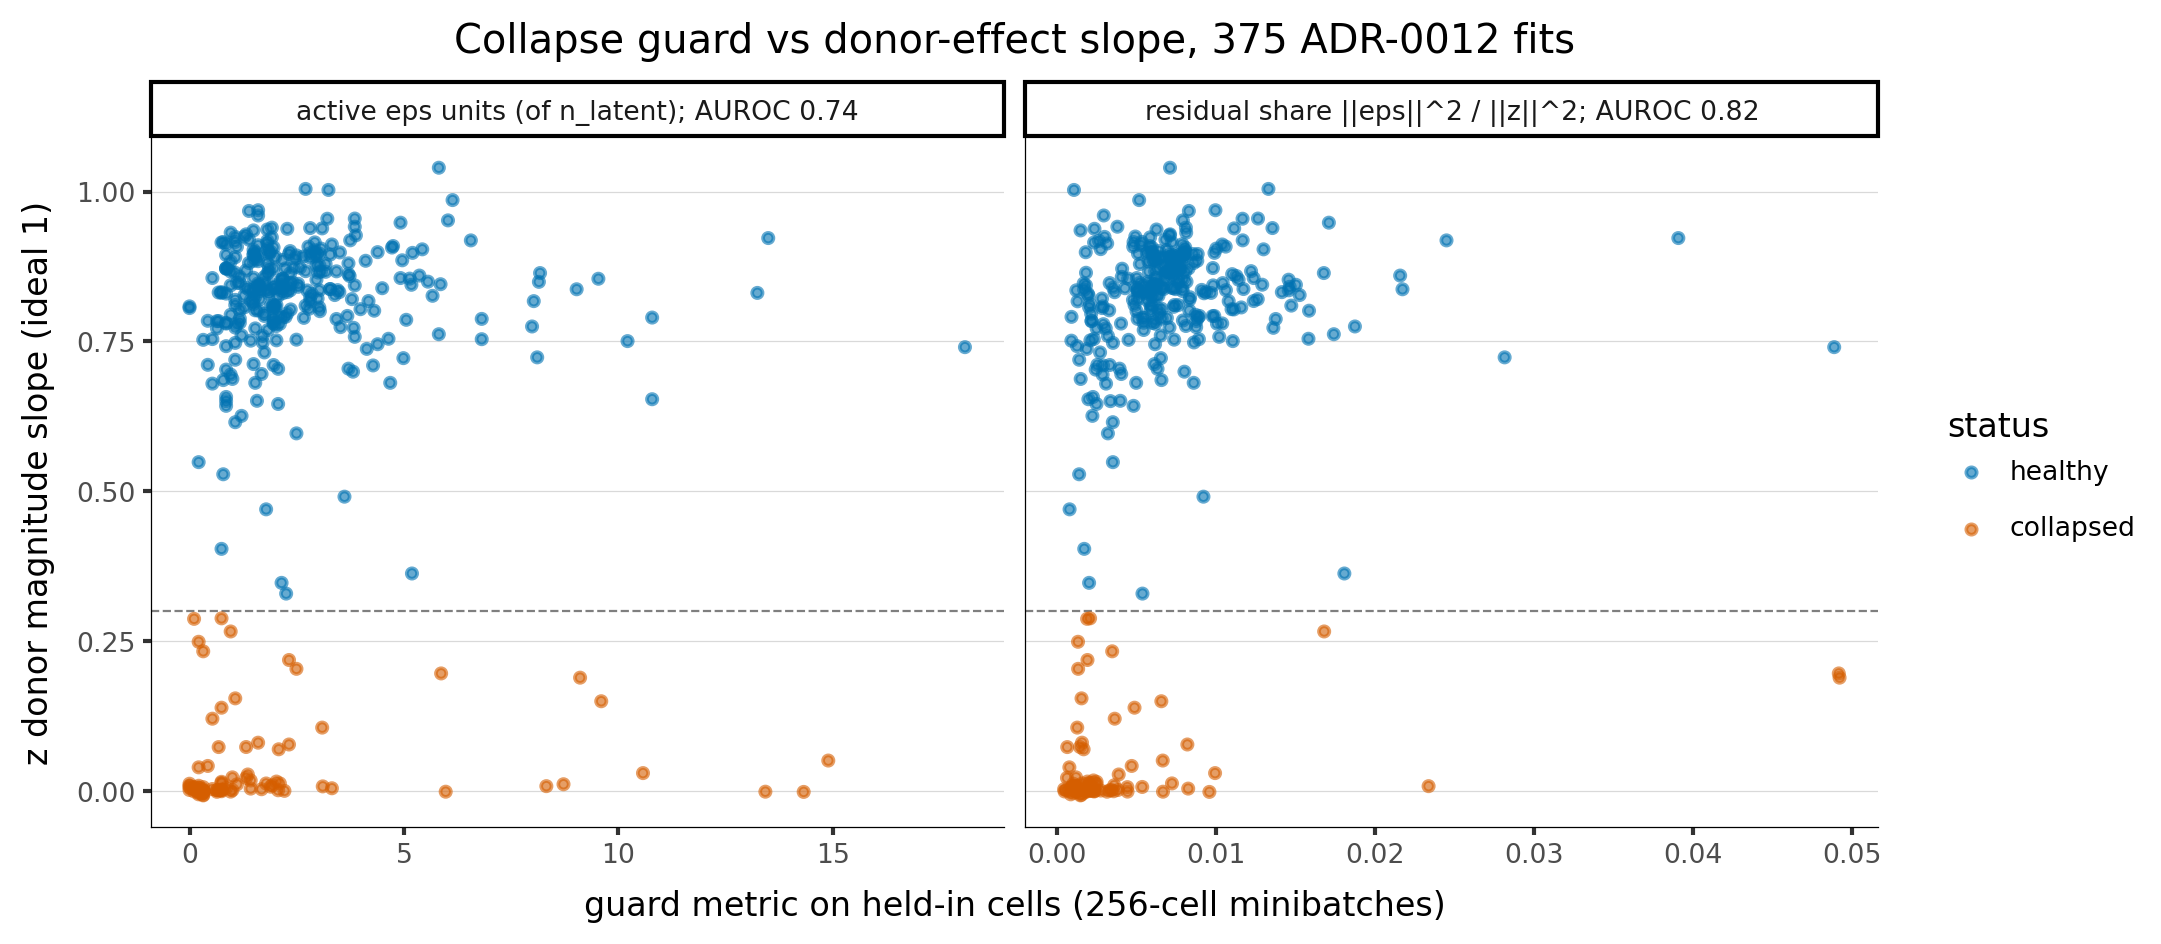 Collapse guard vs donor-effect slope, 375 ADR-0012 fits
active eps units (of n_latent); AUROC 0.74
residual share ||eps||^2 / ||z||^2; AUROC 0.82
z donor magnitude slope (ideal 1)
1.00
0.75
0.50
0.25
0.00
0
5
10
15
0.00
0.01
0.02
0.03
0.04
0.05
guard metric on held-in cells (256-cell minibatches)
status
healthy
collapsed